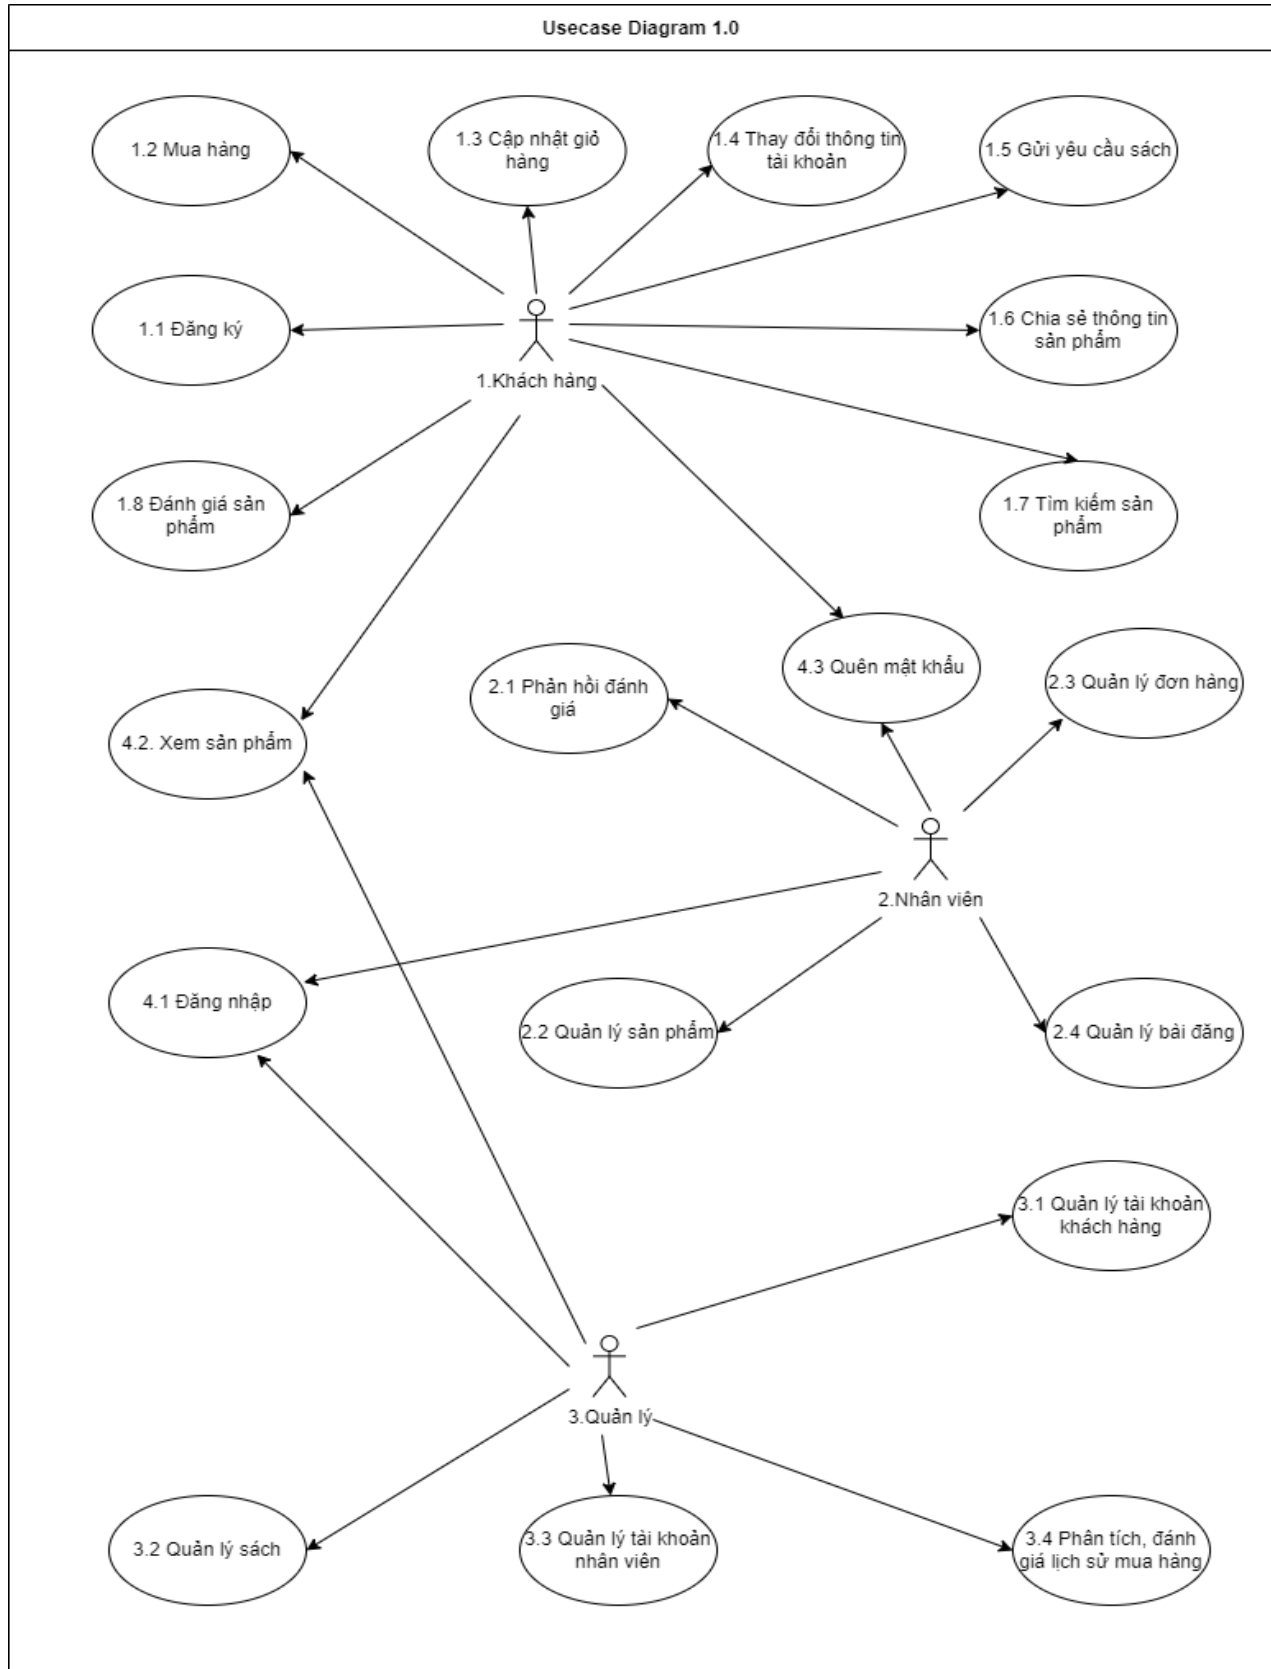 Usecase Diagram 1.0
1.2 Mua hàng
1.3 Cập nhật giỏ
hàng
1.4 Thay đổi thông tin
tài khoản
1.5 Gửi yêu cầu sách
1.1 Đăng ký
1.6 Chia sẻ thông tin
sản phẩm
1.Khách hàng
1.8 Đánh giá sản
phẩm
1.7 Tìm kiếm sản
phẩm
4.3 Quên mật khẩu
2.1 Phản hồi đánh
giá
2.3 Quản lý đơn hàng
4.2. Xem sản phẩm
2.Nhân viên
4.1 Đăng nhập
2.2 Quản lý sản phẩm
2.4 Quản lý bài đăng
3.1 Quản lý tài khoản
khách hàng
3.Quản lý
3.2 Quản lý sách
3.3 Quản lý tài khoản
nhân viên
3.4 Phân tích, đánh
giá lịch sử mua hàng